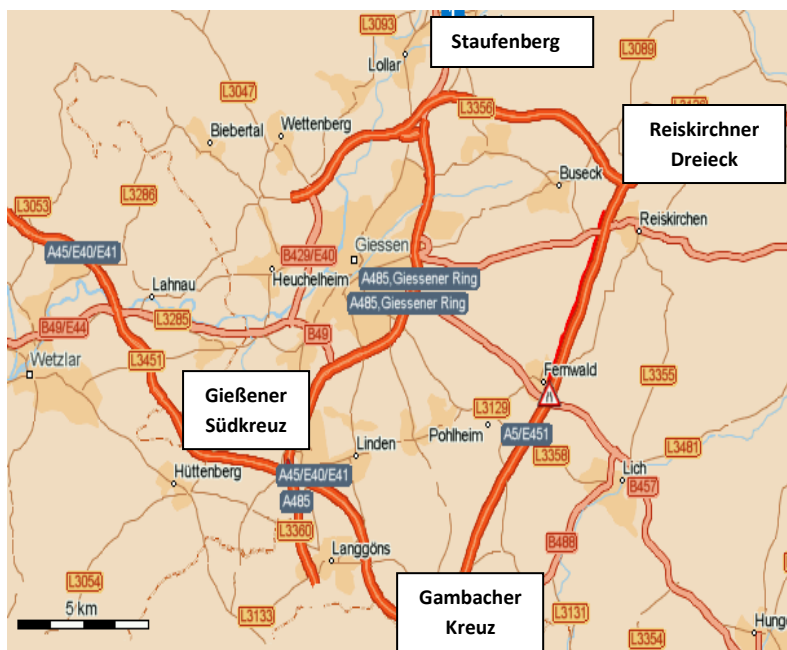 Staufenberg
L3093
L3089
Lollar
L3047
L3356
Reiskirchner
Dreieck
Wettenberg
Biebertal
Buseck
L3286
L3053
Reiskirchen
A45/E40/E41
B429/E40
Giessen
Heuchelheim
A485,Giessener Ring
A485,Giessener Ring
Lahnau
L3285
B49/E44
B49
L3451
Wetzlar
Fernwald
L3355
Gießener
Südkreuz
L3129
Pohlheim
A5/E451
L3481
Linden
L3358
Hüttenberg
A45/E40/E41
Lich
A485
B457
L3360
B488
Langgöns
L3054
Gambacher
Kreuz
5 km
L3133
L3131
L3354